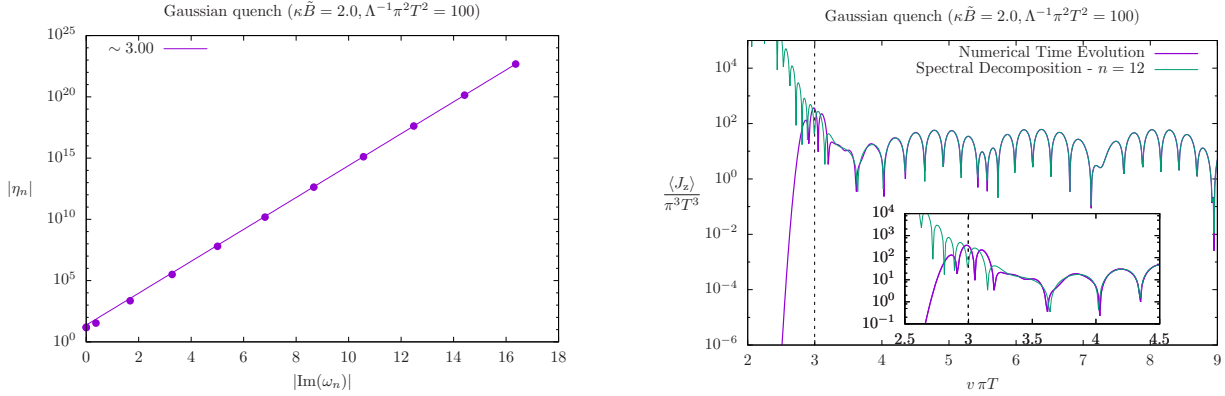 Gaussian quench (κB̃ = 2.0, Λ⁻¹π²T² = 100)
∼ 3.00
10²⁵
10²⁰
10¹⁵
10¹⁰
10⁵
10⁰
|ηₙ|
0 2 4 6 8 10 12 14 16 18
|Im(ωₙ)|
Gaussian quench (κB̃ = 2.0, Λ⁻¹π²T² = 100)
Numerical Time Evolution
Spectral Decomposition - n = 12
10⁴
10²
10⁰
10⁻²
10⁻⁴
10⁻⁶
⟨J_z⟩
π³T³
10⁴
10³
10²
10¹
10⁰
10⁻¹
2.5 3 3.5 4 4.5
2 3 4 5 6 7 8 9
v πT